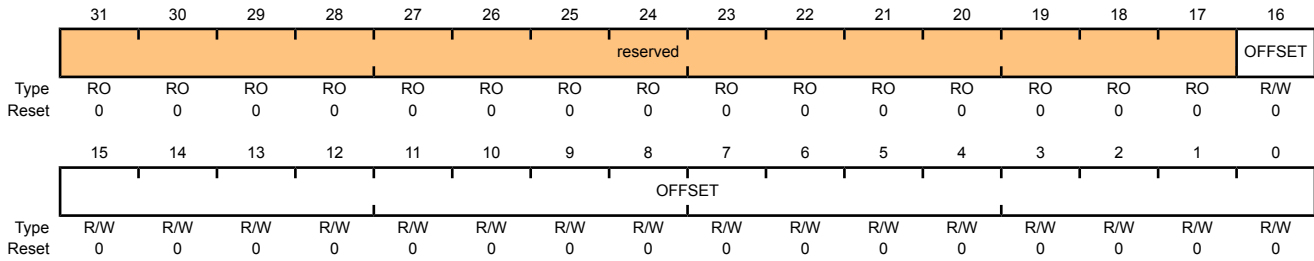 31 30 29 28 27 26 25 24 23 22 21 20 19 18 17 16
reserved OFFSET
Type RO RO RO RO RO RO RO RO RO RO RO RO RO RO RO R/W
Reset 0 0 0 0 0 0 0 0 0 0 0 0 0 0 0 0
15 14 13 12 11 10 9 8 7 6 5 4 3 2 1 0
OFFSET
Type R/W R/W R/W R/W R/W R/W R/W R/W R/W R/W R/W R/W R/W R/W R/W R/W
Reset 0 0 0 0 0 0 0 0 0 0 0 0 0 0 0 0